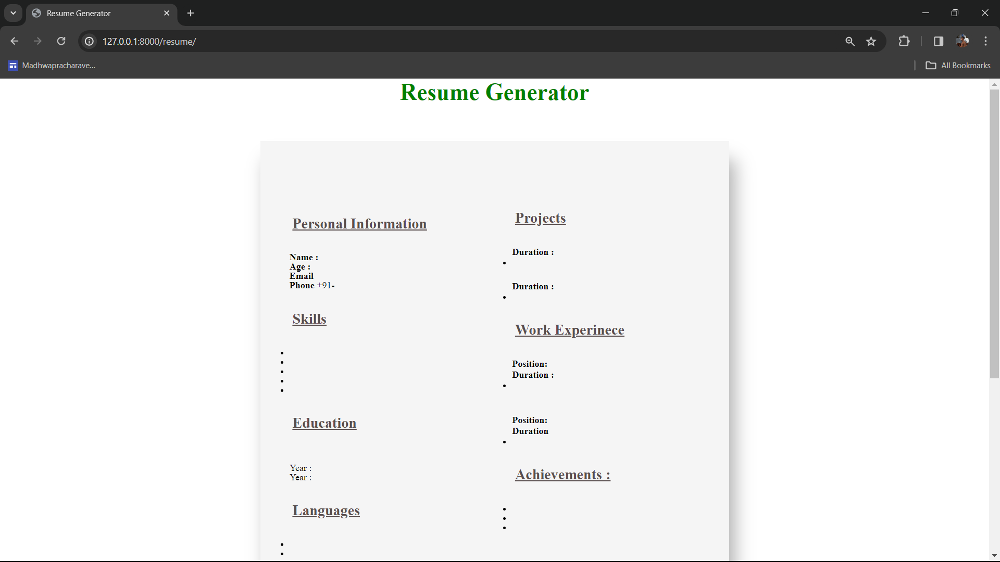 Resume Generator
127.0.0.1:8000/resume/
Madhwapracharave...
All Bookmarks
Resume Generator
Personal Information
Name :
Age :
Email
Phone +91-
Skills
Education
Year :
Year :
Languages
Projects
Duration :
Duration :
Work Experinece
Position:
Duration :
Position:
Duration
Achievements :